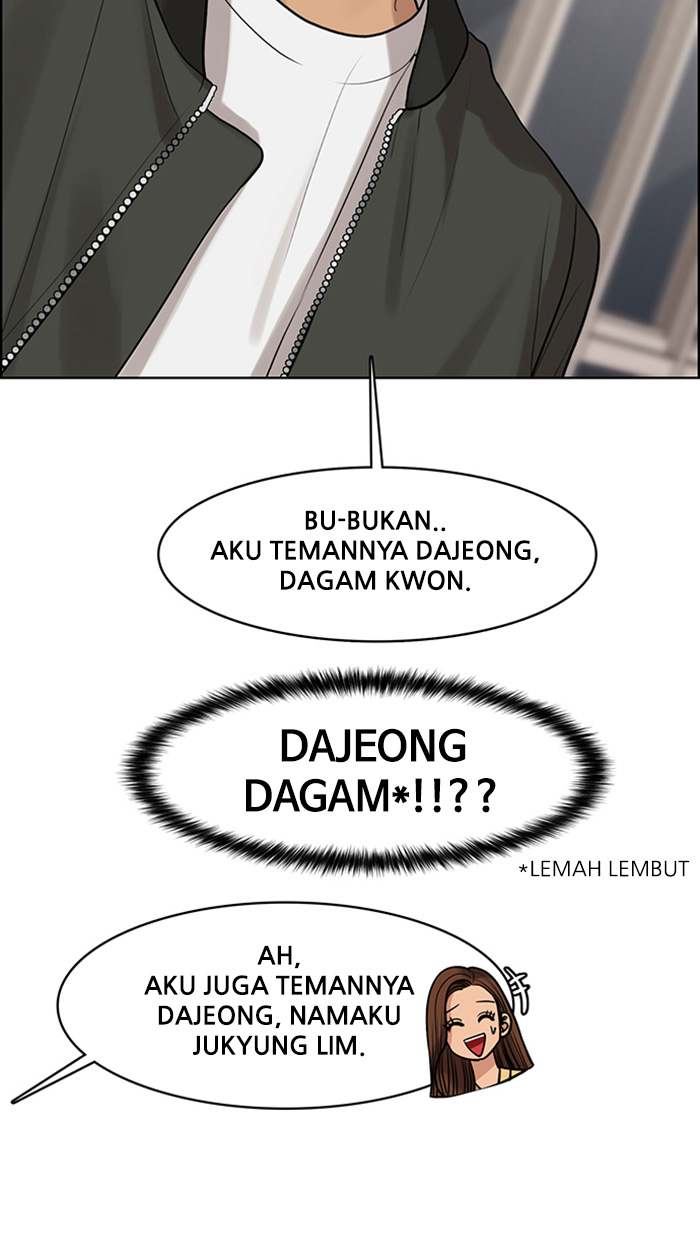 BU-BUKAN..
AKU TEMANNYA DAJEONG,
DAGAM KWON.
DAJEONG
DAGAM*!!??
*LEMAH LEMBUT
AH,
AKU JUGA TEMANNYA
DAJEONG, NAMAKU
JUKYUNG LIM.